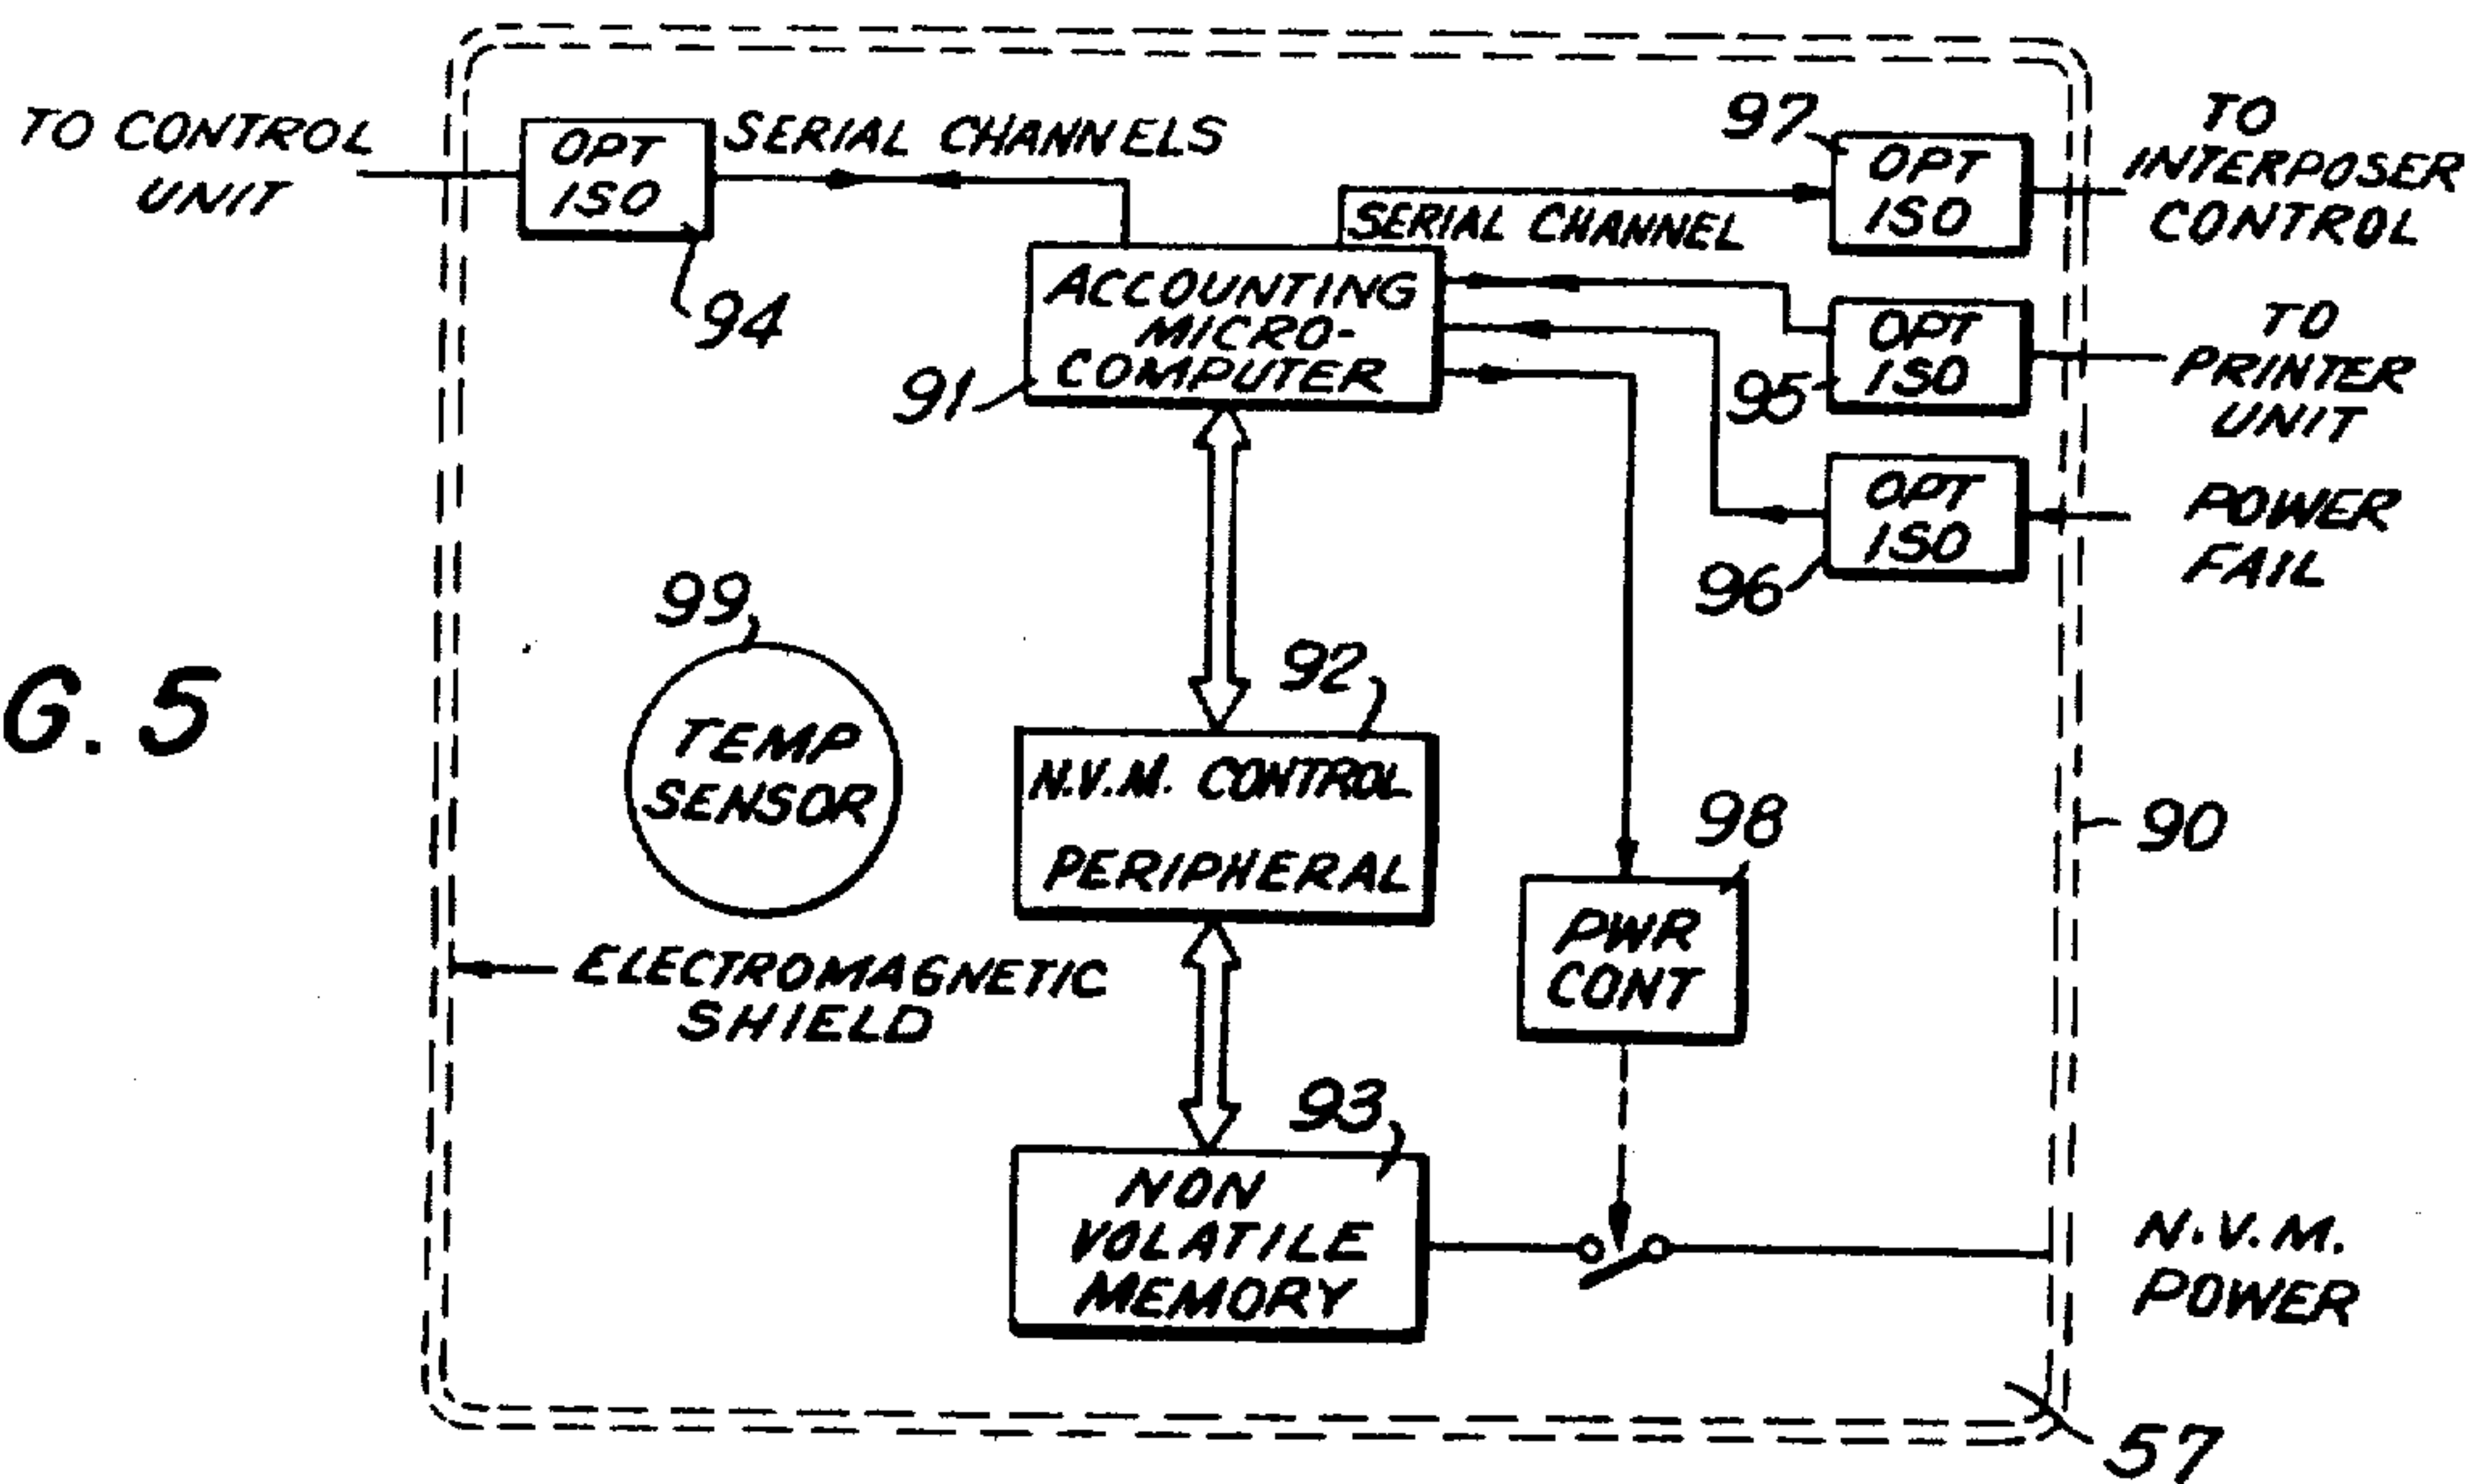 TO CONTROL
UNIT
OPT
ISO
94
SERIAL CHANNELS
97
OPT
ISO
TO
INTERPOSER
CONTROL
SERIAL CHANNEL
ACCOUNTING
MICRO-
COMPUTER
91
OPT
ISO
95
TO
PRINTER
UNIT
OPT
ISO
96
POWER
FAIL
G. 5
99
TEMP
SENSOR
92
N.V.M. CONTROL
PERIPHERAL
98
PWR
CONT
90
ELECTROMAGNETIC
SHIELD
93
NON
VOLATILE
MEMORY
N.V.M.
POWER
57